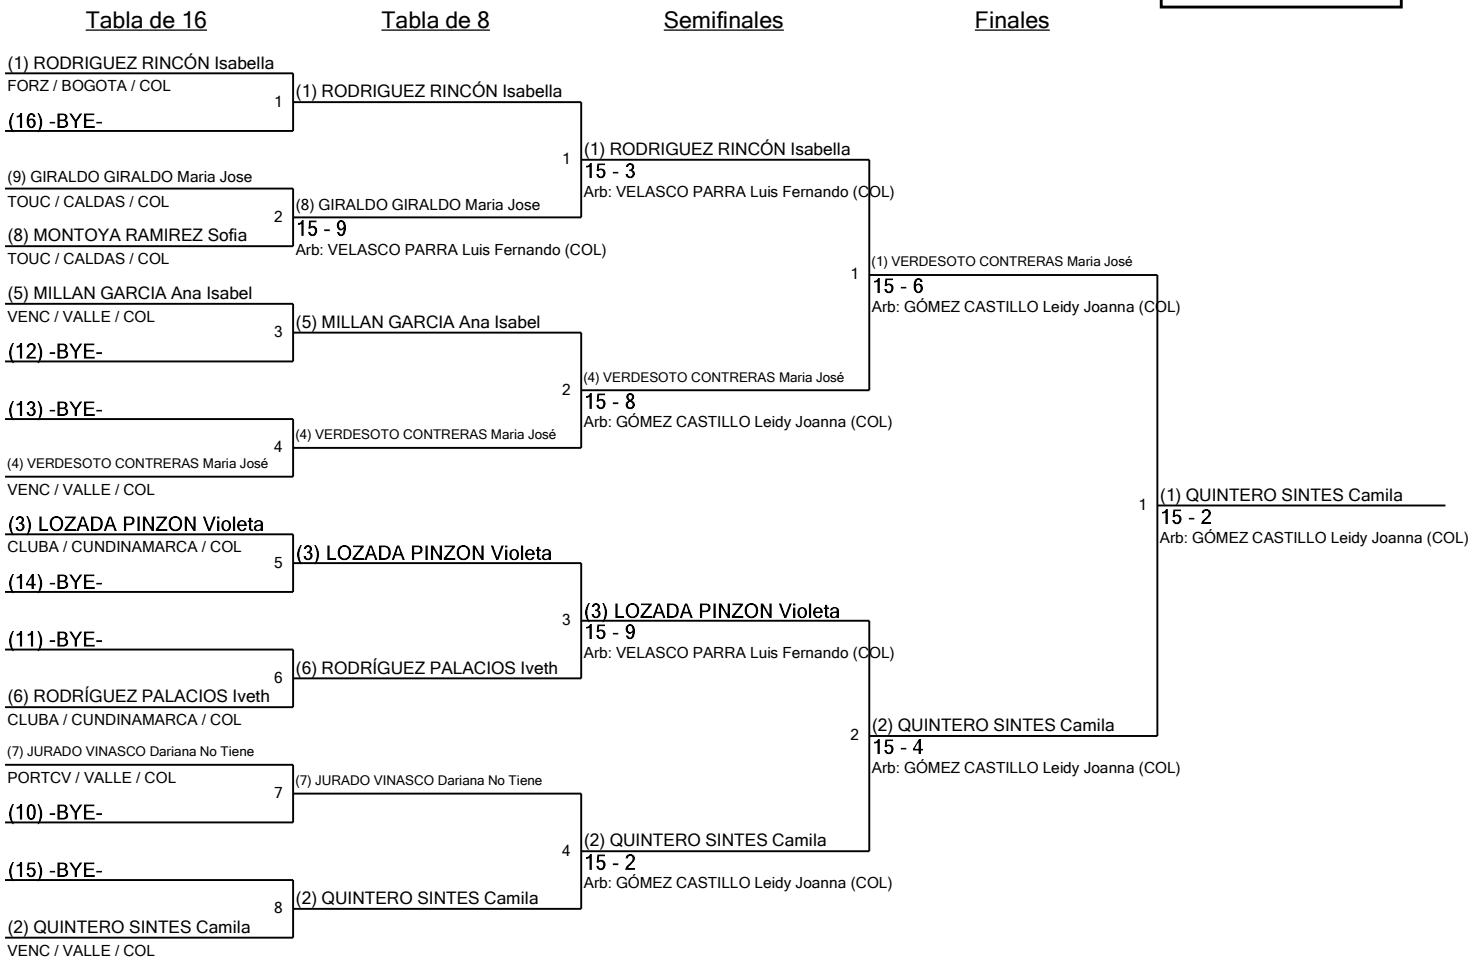 Tabla de 16
Tabla de 8
Semifinales
Finales
(1) RODRIGUEZ RINCÓN Isabella
FORZ / BOGOTA / COL
1
(16) -BYE-
(9) GIRALDO GIRALDO Maria Jose
TOUC / CALDAS / COL
2
(8) MONTOYA RAMIREZ Sofia
TOUC / CALDAS / COL
(5) MILLAN GARCIA Ana Isabel
VENC / VALLE / COL
3
(12) -BYE-
(13) -BYE-
4
(4) VERDESOTO CONTRERAS Maria José
VENC / VALLE / COL
(3) LOZADA PINZON Violeta
CLUBA / CUNDINAMARCA / COL
5
(14) -BYE-
(11) -BYE-
6
(6) RODRÍGUEZ PALACIOS Iveth
CLUBA / CUNDINAMARCA / COL
(7) JURADO VINASCO Dariana No Tiene
PORTCV / VALLE / COL
7
(10) -BYE-
(15) -BYE-
8
(2) QUINTERO SINTES Camila
VENC / VALLE / COL
(1) RODRIGUEZ RINCÓN Isabella
1
(8) GIRALDO GIRALDO Maria Jose
15 - 9
Arb: VELASCO PARRA Luis Fernando (COL)
(5) MILLAN GARCIA Ana Isabel
2
(4) VERDESOTO CONTRERAS Maria José
(3) LOZADA PINZON Violeta
3
(6) RODRÍGUEZ PALACIOS Iveth
(7) JURADO VINASCO Dariana No Tiene
4
(2) QUINTERO SINTES Camila
(1) RODRIGUEZ RINCÓN Isabella
15 - 3
Arb: VELASCO PARRA Luis Fernando (COL)
1
(4) VERDESOTO CONTRERAS Maria José
15 - 8
Arb: GÓMEZ CASTILLO Leidy Joanna (COL)
(3) LOZADA PINZON Violeta
15 - 9
Arb: VELASCO PARRA Luis Fernando (COL)
2
(2) QUINTERO SINTES Camila
15 - 2
Arb: GÓMEZ CASTILLO Leidy Joanna (COL)
(1) VERDESOTO CONTRERAS Maria José
15 - 6
Arb: GÓMEZ CASTILLO Leidy Joanna (COL)
1
(2) QUINTERO SINTES Camila
15 - 4
Arb: GÓMEZ CASTILLO Leidy Joanna (COL)
(1) QUINTERO SINTES Camila
15 - 2
Arb: GÓMEZ CASTILLO Leidy Joanna (COL)